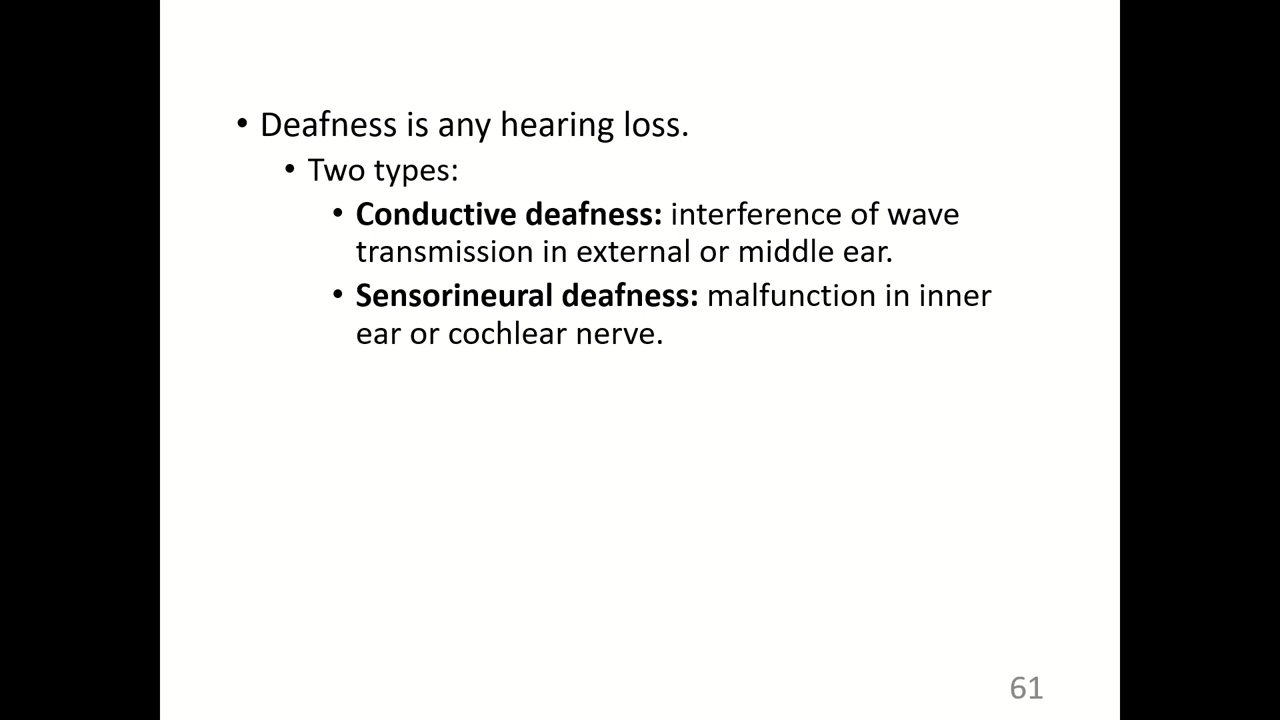 • Deafness is any hearing loss.
• Two types:
• Conductive deafness: interference of wave
transmission in external or middle ear.
• Sensorineural deafness: malfunction in inner
ear or cochlear nerve.
61